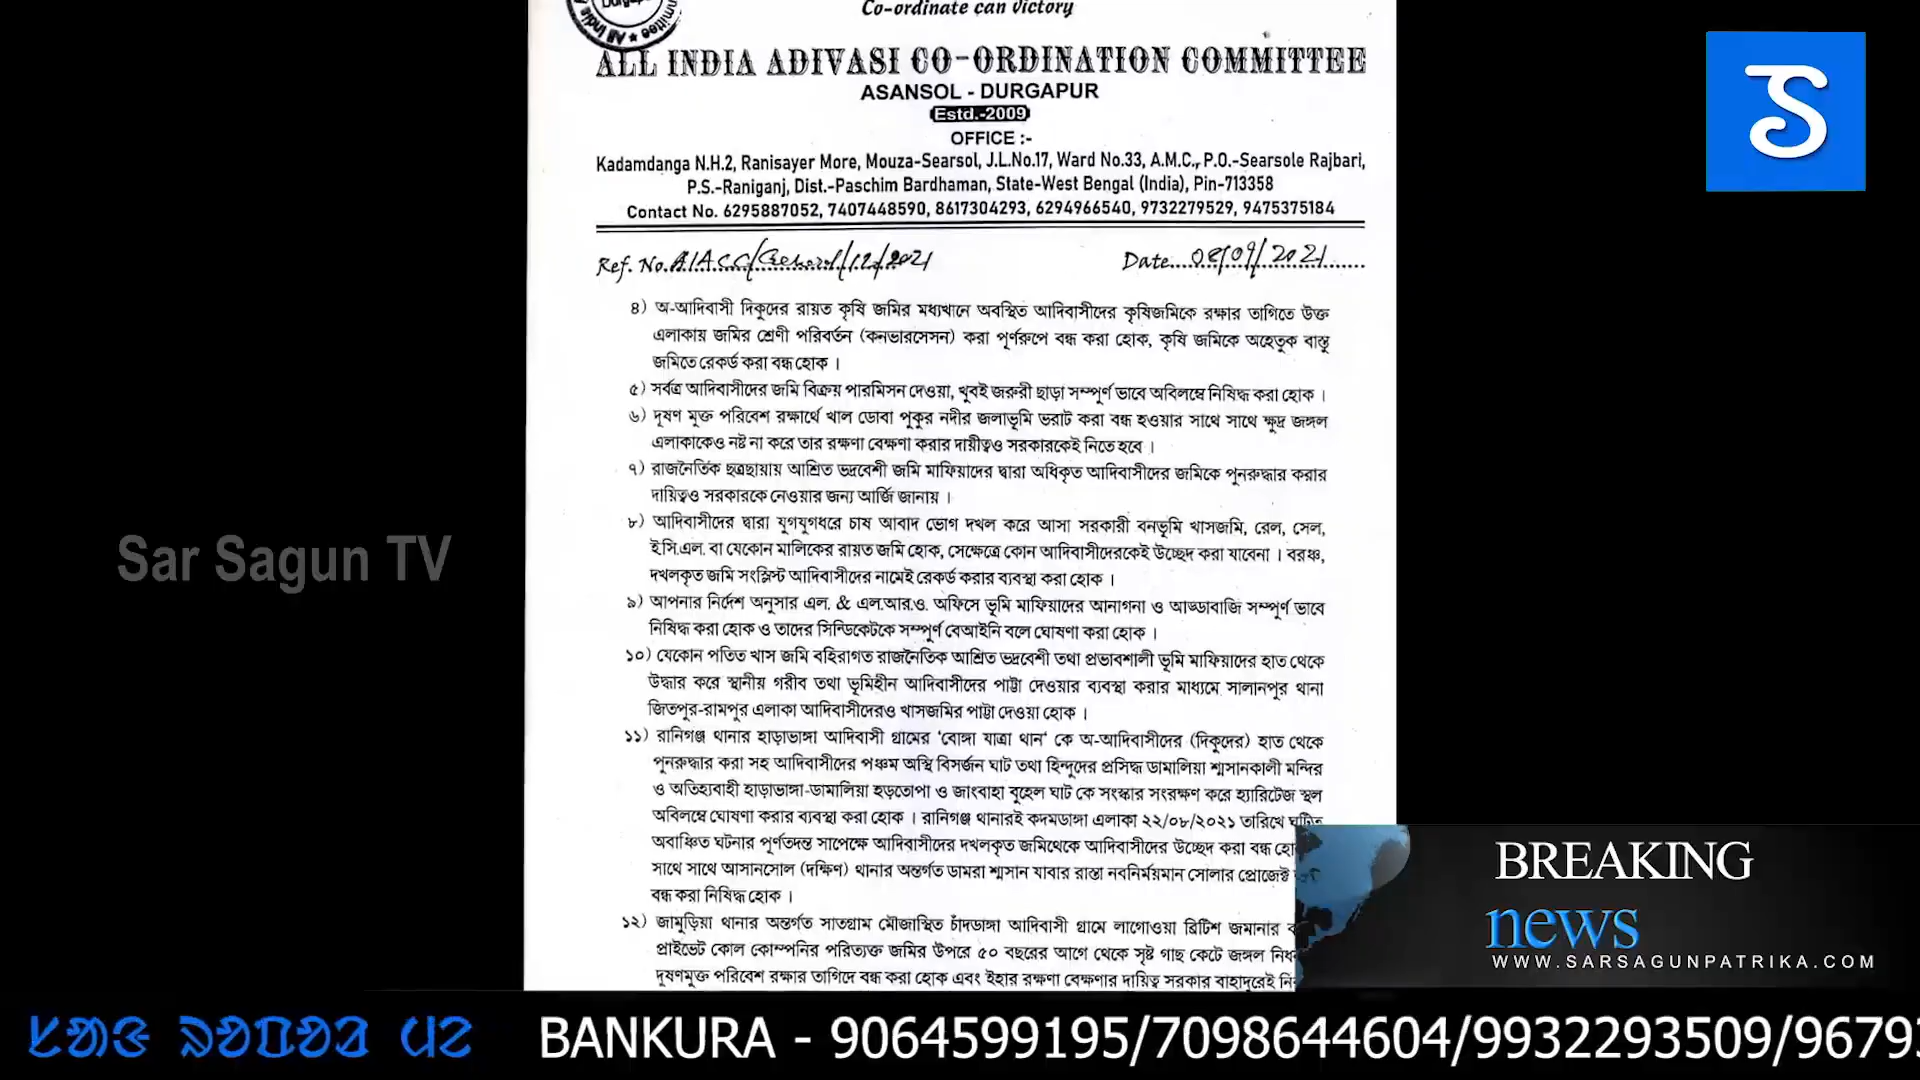 Co-ordinate can Victory
ALL INDIA ADIVASI CO-ORDINATION COMMITTEE
ASANSOL - DURGAPUR
Estd.-2009
OFFICE :-
Kadamdanga N.H.2, Ranisayer More, Mouza-Searsol, J.L.No.17, Ward No.33, A.M.C., P.O.-Searsole Rajbari,
P.S.-Raniganj, Dist.-Paschim Bardhaman, State-West Bengal (India), Pin-713358
Contact No. 6295887052, 7407448590, 8617304293, 6294966540, 9732279529, 9475375184
Ref. No. AIACC/General/12/2021 Date 08/09/2021
৪) অ-আদিবাসী দিকুদের রায়ত কৃষি জমির মধ্যখানে অবস্থিত আদিবাসীদের কৃষিজমিকে রক্ষার তাগিতে উক্ত
এলাকায় জমির শ্রেণী পরিবর্তন (কনভারসেসন) করা পূর্ণরুপে বন্ধ করা হোক, কৃষি জমিকে অহেতুক বাস্তু
জমিতে রেকর্ড করা বন্ধ হোক ।
৫) সর্বত্র আদিবাসীদের জমি বিক্রয় পারমিসন দেওয়া, খুবই জরুরী ছাড়া সম্পুর্ণ ভাবে অবিলম্বে নিষিদ্ধ করা হোক ।
৬) দূষণ মুক্ত পরিবেশ রক্ষার্থে খাল ডোবা পুকুর নদীর জলাভূমি ভরাট করা বন্ধ হওয়ার সাথে সাথে ক্ষুদ্র জঙ্গল
এলাকাকেও নষ্ট না করে তার রক্ষণা বেক্ষণা করার দায়ীত্বও সরকারকেই নিতে হবে ।
৭) রাজনৈতিক ছত্রছায়ায় আশ্রিত ভদ্রবেশী জমি মাফিয়াদের দ্বারা অধিকৃত আদিবাসীদের জমিকে পুনরুদ্ধার করার
দায়িত্বও সরকারকে নেওয়ার জন্য আর্জি জানায় ।
৮) আদিবাসীদের দ্বারা যুগযুগধরে চাষ আবাদ ভোগ দখল করে আসা সরকারী বনভূমি খাসজমি, রেল, সেল,
ই.সি.এল. বা যেকোন মালিকের রায়ত জমি হোক, সেক্ষেত্রে কোন আদিবাসীদেরকেই উচ্ছেদ করা যাবেনা । বরঞ্চ,
দখলকৃত জমি সংস্লিস্ট আদিবাসীদের নামেই রেকর্ড করার ব্যবস্থা করা হোক ।
৯) আপনার নির্দেশ অনুসার এল. & এল.আর.ও. অফিসে ভূমি মাফিয়াদের আনাগনা ও আড্ডাবাজি সম্পুর্ণ ভাবে
নিষিদ্ধ করা হোক ও তাদের সিন্ডিকেটকে সম্পুর্ণ বেআইনি বলে ঘোষণা করা হোক ।
১০) যেকোন পতিত খাস জমি বহিরাগত রাজনৈতিক আশ্রিত ভদ্রবেশী তথা প্রভাবশালী ভূমি মাফিয়াদের হাত থেকে
উদ্ধার করে স্থানীয় গরীব তথা ভূমিহীন আদিবাসীদের পাট্টা দেওয়ার ব্যবস্থা করার মাধ্যমে সালানপুর থানা
জিতপুর-রামপুর এলাকা আদিবাসীদেরও খাসজমির পাট্টা দেওয়া হোক ।
১১) রানিগঞ্জ থানার হাড়াভাঙ্গা আদিবাসী গ্রামের 'বোঙ্গা যাত্রা থান' কে অ-আদিবাসীদের (দিকুদের) হাত থেকে
পুনরুদ্ধার করা সহ আদিবাসীদের পঞ্চম অস্থি বিসর্জন ঘাট তথা হিন্দুদের প্রসিদ্ধ ডামালিয়া শ্মসানকালী মন্দির
ও অতিহ্যবাহী হাড়াভাঙ্গা-ডামালিয়া হড়তোপা ও জাংবাহা বুহেল ঘাট কে সংস্কার সংরক্ষণ করে হ্যারিটেজ স্থল
অবিলম্বে ঘোষণা করার ব্যবস্থা করা হোক । রানিগঞ্জ থানারই কদমডাঙ্গা এলাকা ২২/০৮/২০২১ তারিখে ঘটিত
অবাঞ্চিত ঘটনার পূর্ণতদন্ত সাপেক্ষে আদিবাসীদের দখলকৃত জমিথেকে আদিবাসীদের উচ্ছেদ করা বন্ধ
সাথে সাথে আসানসোল (দক্ষিণ) থানার অন্তর্গত ডামরা শ্মসান যাবার রাস্তা নবনির্ময়মান সোলার প্রোজেক্ট
বন্ধ করা নিষিদ্ধ হোক ।
১২) জামুড়িয়া থানার অন্তর্গত সাতগ্রাম মৌজাস্থিত চাঁদডাঙ্গা আদিবাসী গ্রামে লাগোওয়া ব্রিটিশ জমানার
প্রাইভেট কোল কোম্পনির পরিত্যক্ত জমির উপরে ৫০ বছরের আগে থেকে সৃষ্ট গাছ কেটে জঙ্গল
দূষণমুক্ত পরিবেশ রক্ষার তাগিদে বন্ধ করা হোক এবং ইহার রক্ষণা বেক্ষণার দায়িত্ব সরকার বাহাদুরেই
Sar Sagun TV
BREAKING
news
WWW.SARSAGUNPATRIKA.COM
BANKURA - 9064599195/7098644604/9932293509/9679